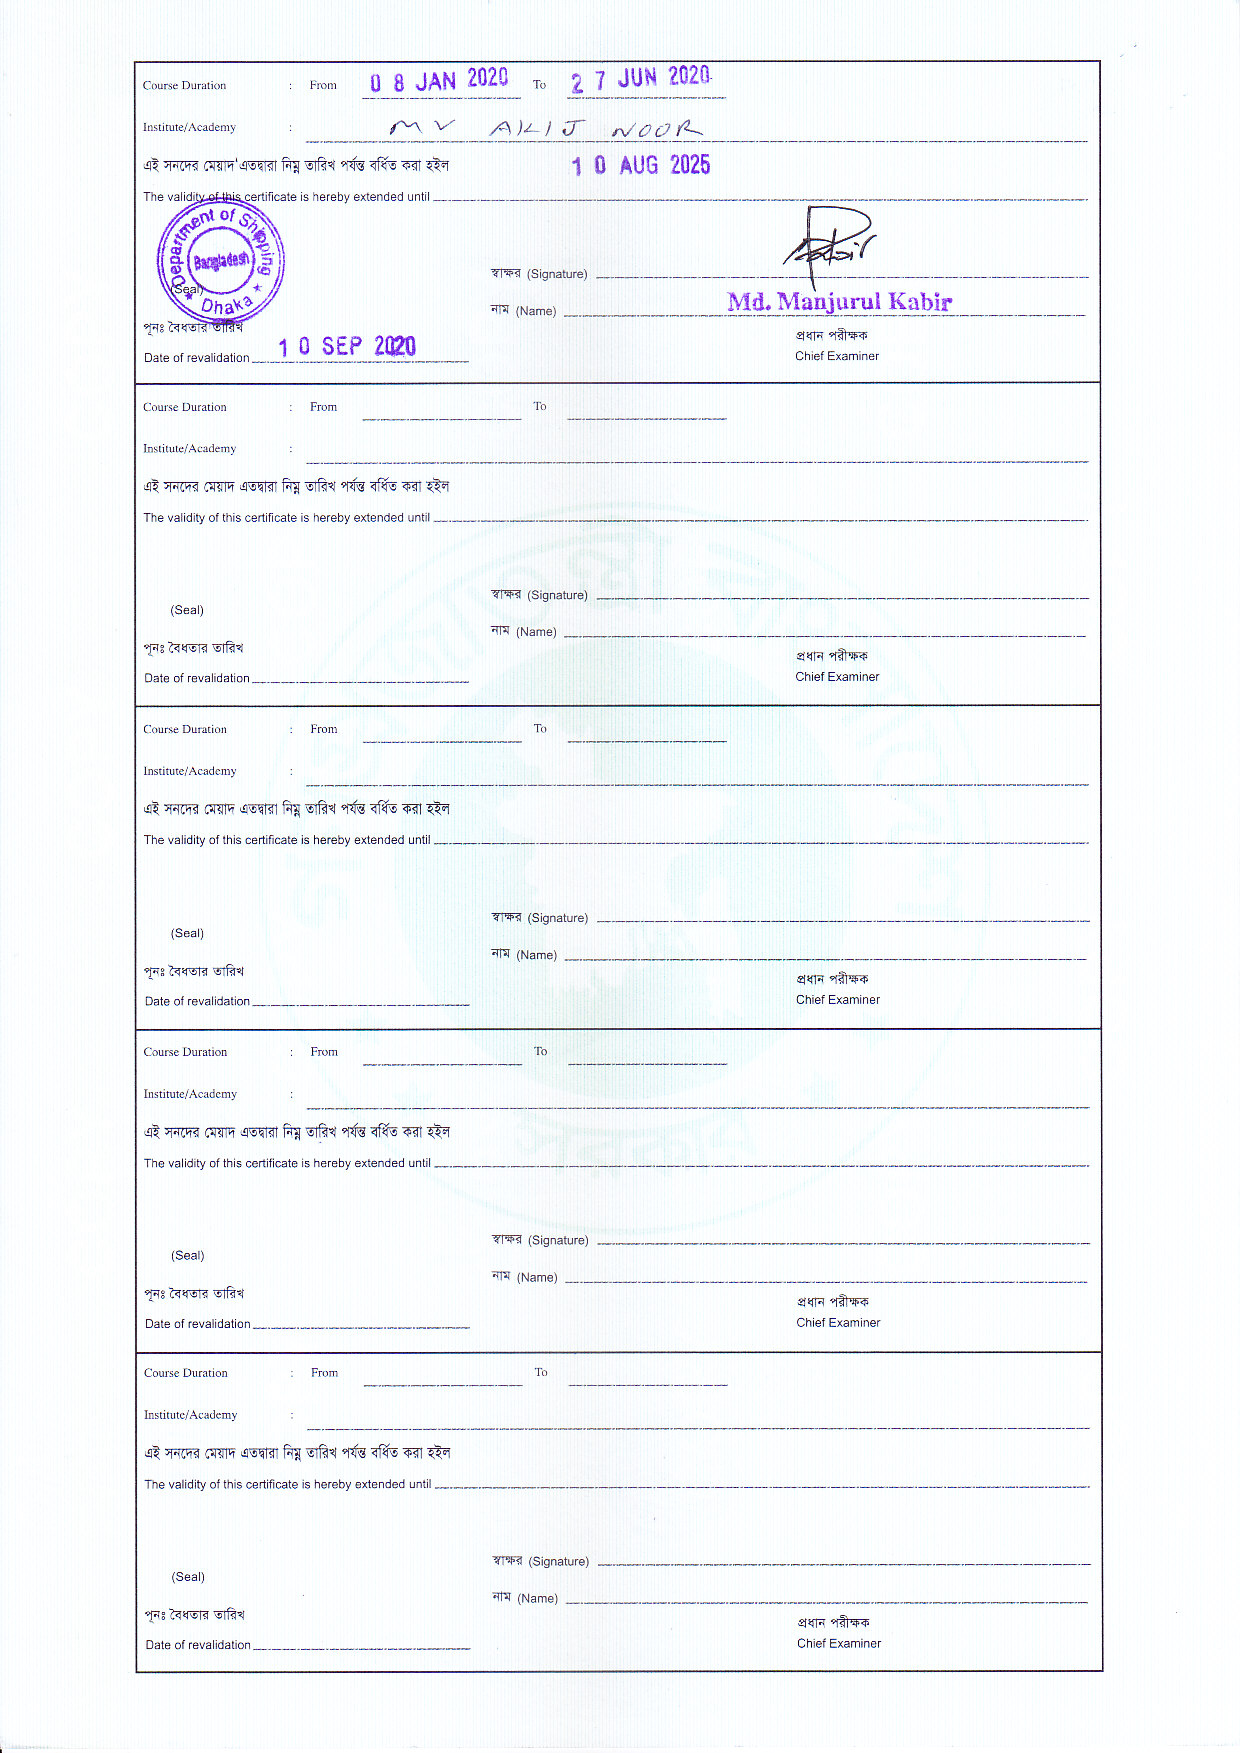 Course Duration : From 08 JAN 2020 To 27 JUN 2020
Institute/Academy : MV AKIJ NOOR
এই সনদের মেয়াদ এতদ্বারা নিম্ন তারিখ পর্যন্ত বর্ধিত করা হইল
The validity of this certificate is hereby extended until 10 AUG 2025
Department of Shipping
Bangladesh
Dhaka
(Seal)
স্বাক্ষর (Signature)
নাম (Name) Md. Manjurul Kabir
পূনঃ বৈধতার তারিখ
প্রধান পরীক্ষক
Date of revalidation 10 SEP 2020
Chief Examiner
Course Duration : From To
Institute/Academy :
এই সনদের মেয়াদ এতদ্বারা নিম্ন তারিখ পর্যন্ত বর্ধিত করা হইল
The validity of this certificate is hereby extended until
স্বাক্ষর (Signature)
(Seal)
নাম (Name)
পূনঃ বৈধতার তারিখ
প্রধান পরীক্ষক
Date of revalidation
Chief Examiner
Course Duration : From To
Institute/Academy :
এই সনদের মেয়াদ এতদ্বারা নিম্ন তারিখ পর্যন্ত বর্ধিত করা হইল
The validity of this certificate is hereby extended until
স্বাক্ষর (Signature)
(Seal)
নাম (Name)
পূনঃ বৈধতার তারিখ
প্রধান পরীক্ষক
Date of revalidation
Chief Examiner
Course Duration : From To
Institute/Academy :
এই সনদের মেয়াদ এতদ্বারা নিম্ন তারিখ পর্যন্ত বর্ধিত করা হইল
The validity of this certificate is hereby extended until
স্বাক্ষর (Signature)
(Seal)
নাম (Name)
পূনঃ বৈধতার তারিখ
প্রধান পরীক্ষক
Date of revalidation
Chief Examiner
Course Duration : From To
Institute/Academy :
এই সনদের মেয়াদ এতদ্বারা নিম্ন তারিখ পর্যন্ত বর্ধিত করা হইল
The validity of this certificate is hereby extended until
স্বাক্ষর (Signature)
(Seal)
নাম (Name)
পূনঃ বৈধতার তারিখ
প্রধান পরীক্ষক
Date of revalidation
Chief Examiner